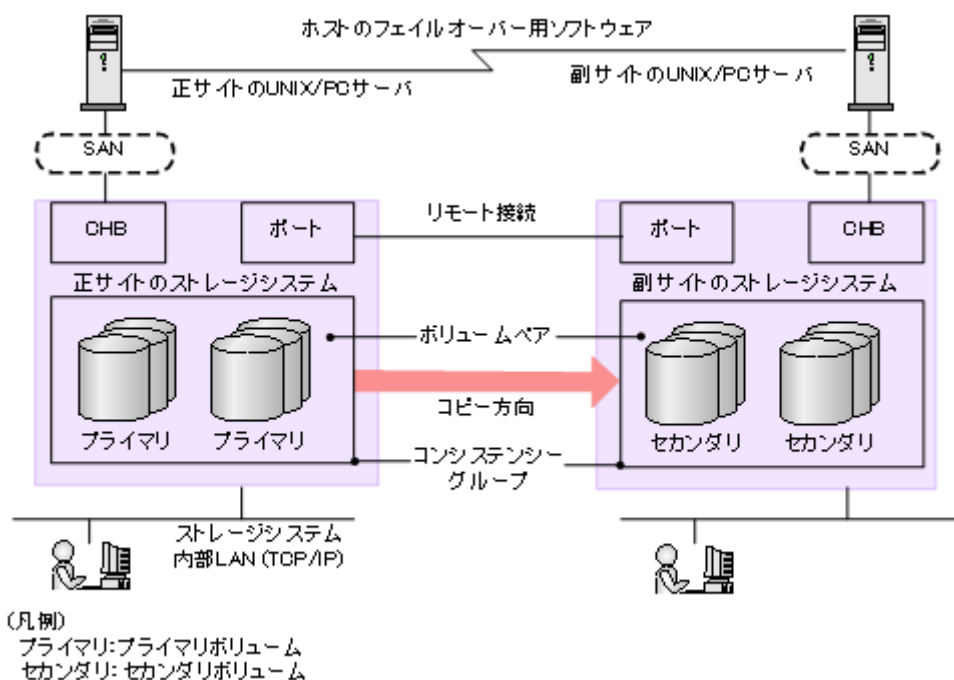 ホストのフェイルオーバー用ソフトウェア
正サイトのUNIX/PCサーバ
副サイトのUNIX/PCサーバ
SAN
SAN
CHB
ポート
リモート接続
ポート
CHB
正サイトのストレージシステム
副サイトのストレージシステム
ボリュームペア
コピー方向
プライマリ
プライマリ
セカンダリ
セカンダリ
コンシステンシー
グループ
ストレージシステム
内部LAN (TCP/IP)
(凡例)
プライマリ:プライマリボリューム
セカンダリ:セカンダリボリューム